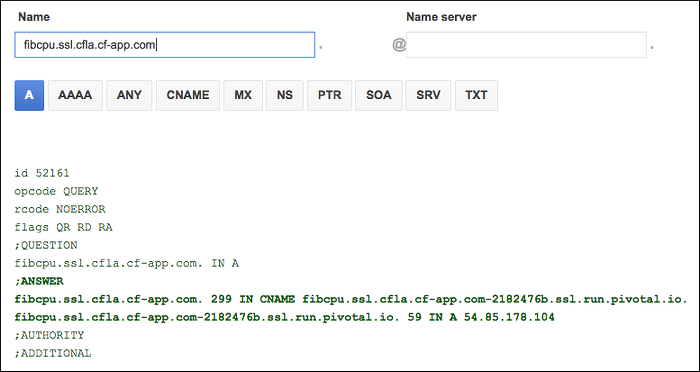 Name Name server
fibcpu.ssl.cfla.cf-app.com . @ .
A AAAA ANY CNAME MX NS PTR SOA SRV TXT
id 52161
opcode QUERY
rcode NOERROR
flags QR RD RA
;QUESTION
fibcpu.ssl.cfla.cf-app.com. IN A
;ANSWER
fibcpu.ssl.cfla.cf-app.com. 299 IN CNAME fibcpu.ssl.cfla.cf-app.com-2182476b.ssl.run.pivotal.io.
fibcpu.ssl.cfla.cf-app.com-2182476b.ssl.run.pivotal.io. 59 IN A 54.85.178.104
;AUTHORITY
;ADDITIONAL